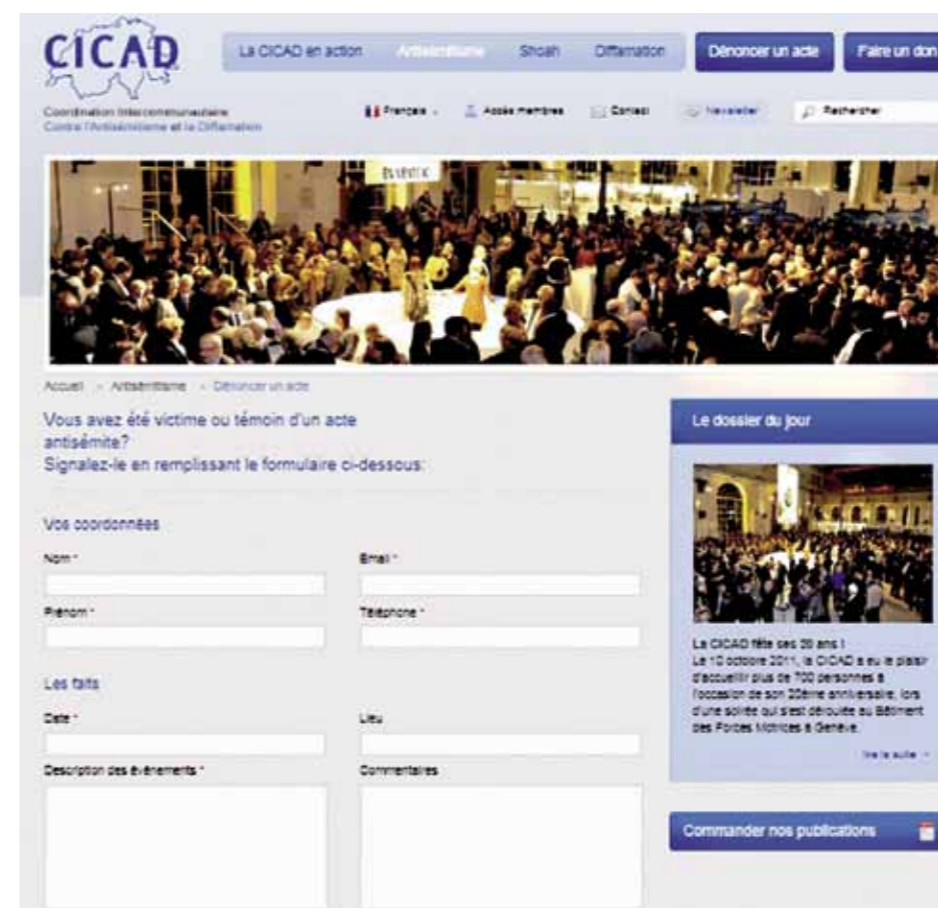 CICAD
La CICAD en action Antisémitisme Shoah Diffamation Dénoncer un acte Faire un don
Coordination Intercommunautaire
Contre l'Antisémitisme et la Diffamation
Français Accès membres Contact Newsletter Rechercher
Accueil > Antisémitisme > Dénoncer un acte
Vous avez été victime ou témoin d'un acte
antisémite?
Signalez-le en remplissant le formulaire ci-dessous:
Vos coordonnées
Nom * Email *
Prénom * Téléphone *
Les faits
Date * Lieu
Description des événements * Commentaires
Le dossier du jour
La CICAD fête ses 20 ans !
Le 10 octobre 2011, la CICAD a eu le plaisir
d'accueillir plus de 700 personnes à
l'occasion de son 20ème anniversaire, lors
d'une soirée qui s'est déroulée au Bâtiment
des Forces Motrices à Genève.
lire la suite
Commander nos publications